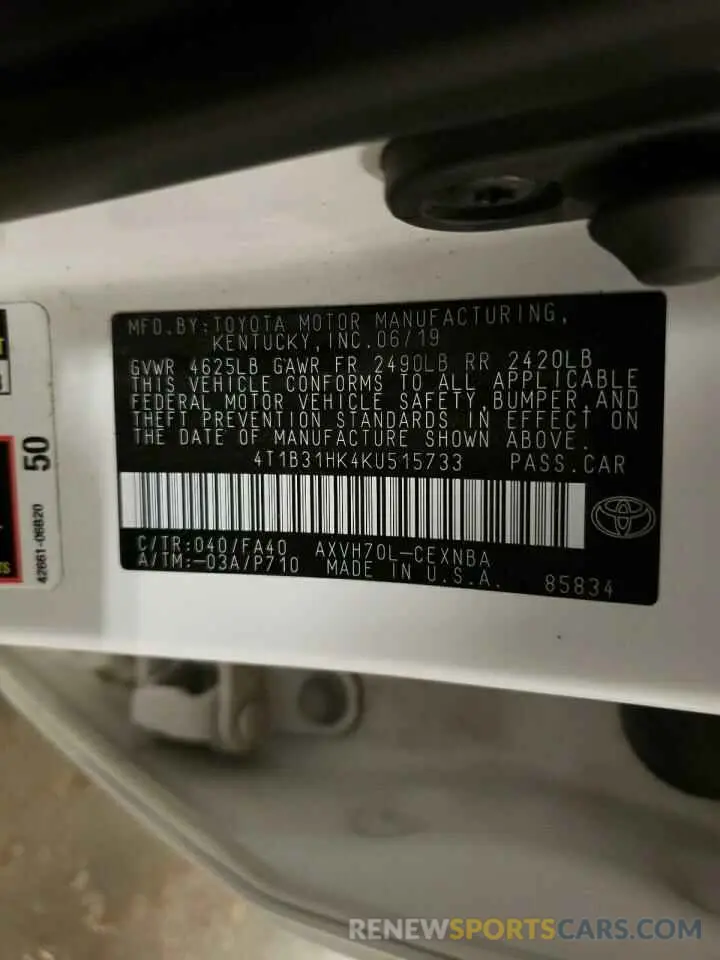 MFD.BY:TOYOTA MOTOR MANUFACTURING,
KENTUCKY,INC.06/19
GVWR 4625LB GAWR FR 2490LB RR 2420LB
THIS VEHICLE CONFORMS TO ALL APPLICABLE
FEDERAL MOTOR VEHICLE SAFETY,BUMPER,AND
THEFT PREVENTION STANDARDS IN EFFECT ON
THE DATE OF MANUFACTURE SHOWN ABOVE.
4T1B31HK4KU515733 PASS.CAR
C/TR:040/FA40 AXVH70L-CEXNBA
A/TM:-03A/P710 MADE IN U.S.A. 85834
50
42661-06B20
RENEWSPORTSCARS.COM